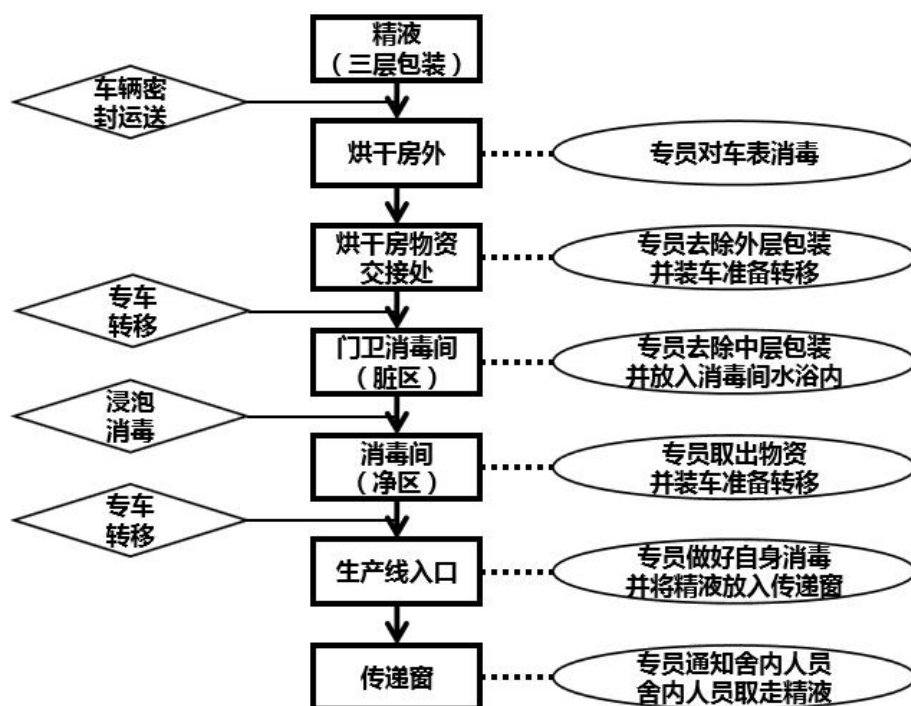 精液
（三层包装）
车辆密
封运送
烘干房外
专员对车表消毒
烘干房物资
交接处
专员去除外层包装
并装车准备转移
专车
转移
门卫消毒间
（脏区）
专员去除中层包装
并放入消毒间水浴内
浸泡
消毒
消毒间
（净区）
专员取出物资
并装车准备转移
专车
转移
生产线入口
专员做好自身消毒
并将精液放入传递窗
传递窗
专员通知舍内人员
舍内人员取走精液